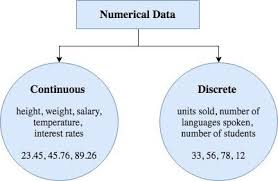 Numerical Data
Continuous
height, weight, salary,
temperature,
interest rates
23.45, 45.76, 89.26
Discrete
units sold, number of
languages spoken,
number of students
33, 56, 78, 12